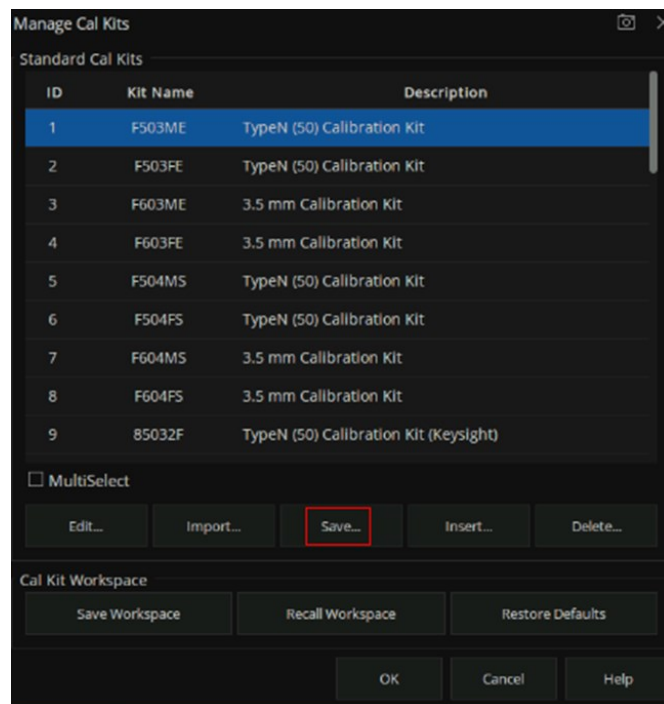 Manage Cal Kits
Standard Cal Kits
ID Kit Name Description
1 F503ME TypeN (50) Calibration Kit
2 F503FE TypeN (50) Calibration Kit
3 F603ME 3.5 mm Calibration Kit
4 F603FE 3.5 mm Calibration Kit
5 F504MS TypeN (50) Calibration Kit
6 F504FS TypeN (50) Calibration Kit
7 F604MS 3.5 mm Calibration Kit
8 F604FS 3.5 mm Calibration Kit
9 85032F TypeN (50) Calibration Kit (Keysight)
MultiSelect
Edit... Import... Save... Insert... Delete...
Cal Kit Workspace
Save Workspace Recall Workspace Restore Defaults
OK Cancel Help